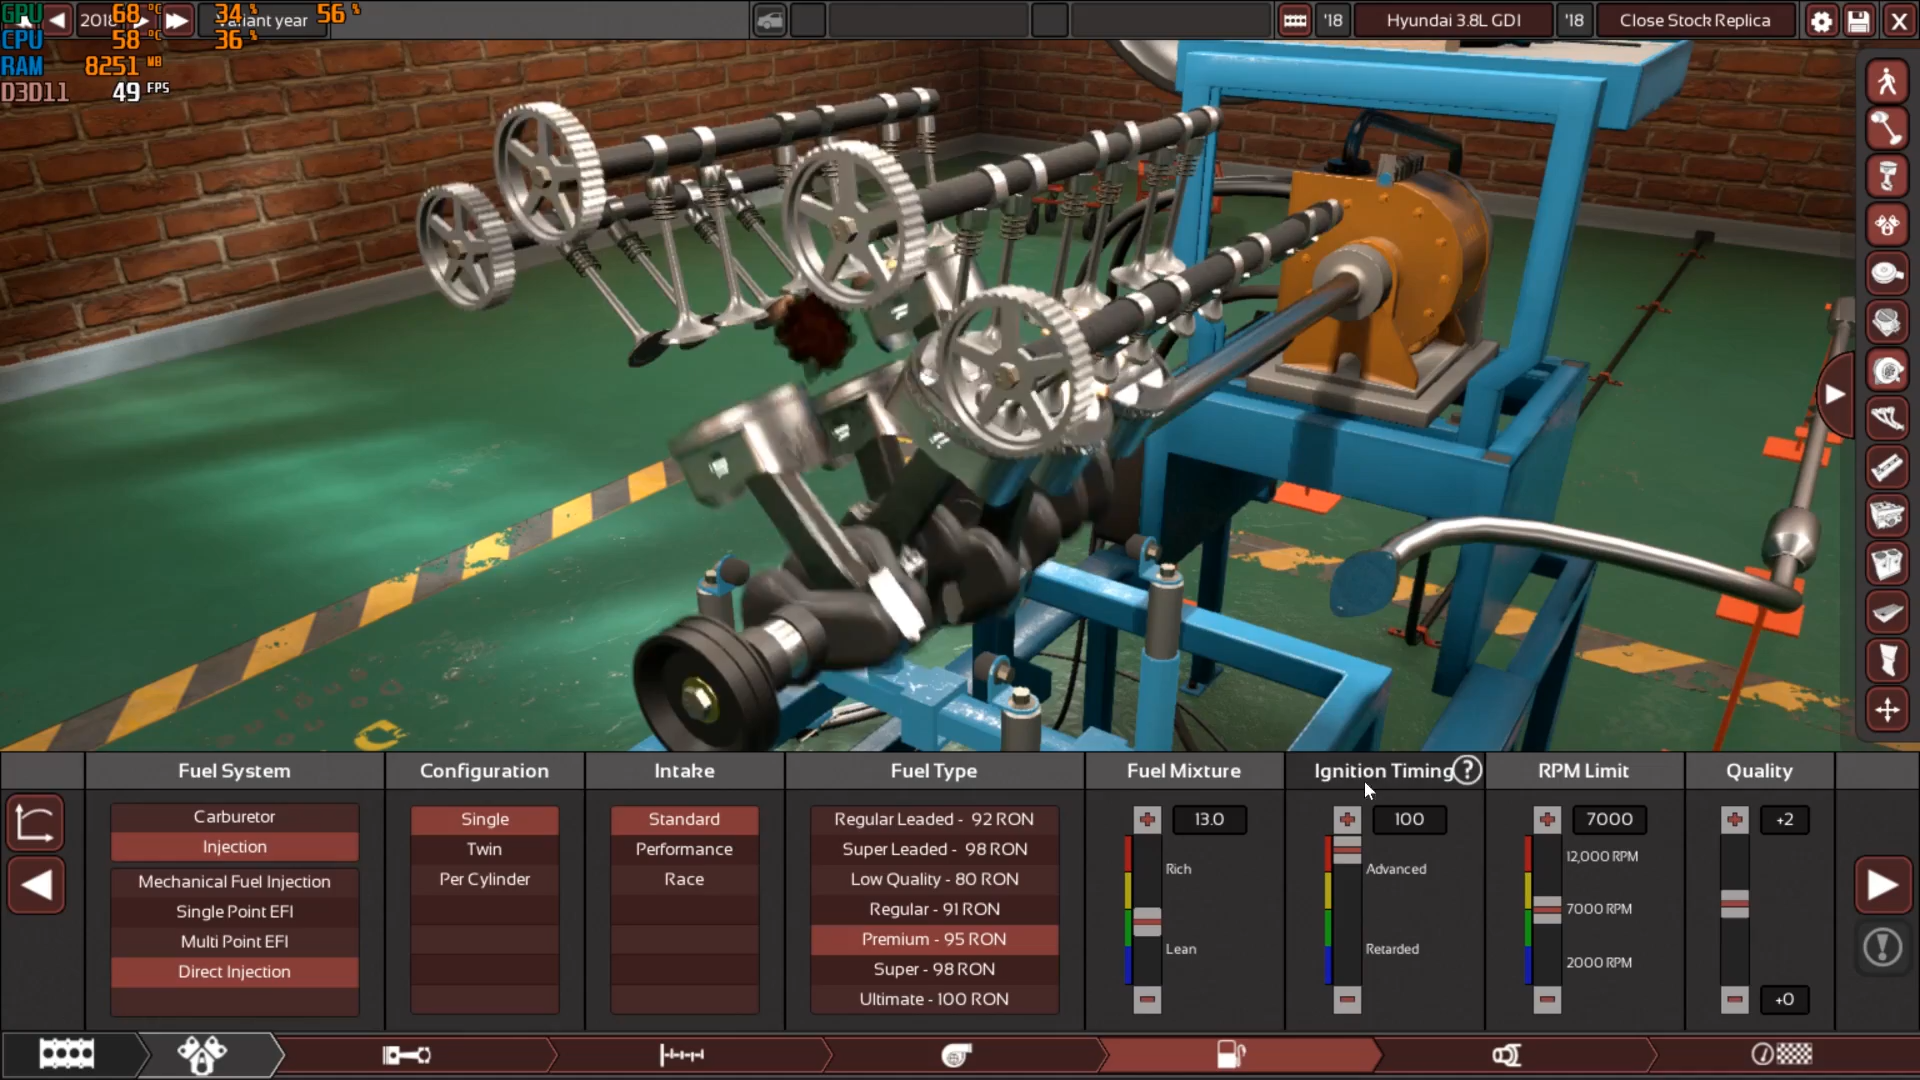 GPU 68 °C 34 % 56 %
CPU 58 °C 36 %
RAM 8251 MB
D3D11 49 FPS
2018
Variant year
'18
Hyundai 3.8L GDI
'18
Close Stock Replica
Fuel System
Carburetor
Injection
Mechanical Fuel Injection
Single Point EFI
Multi Point EFI
Direct Injection
Configuration
Single
Twin
Per Cylinder
Intake
Standard
Performance
Race
Fuel Type
Regular Leaded - 92 RON
Super Leaded - 98 RON
Low Quality - 80 RON
Regular - 91 RON
Premium - 95 RON
Super - 98 RON
Ultimate - 100 RON
Fuel Mixture
13.0
Rich
Lean
Ignition Timing ?
100
Advanced
Retarded
RPM Limit
7000
12,000 RPM
7000 RPM
2000 RPM
Quality
+2
+0